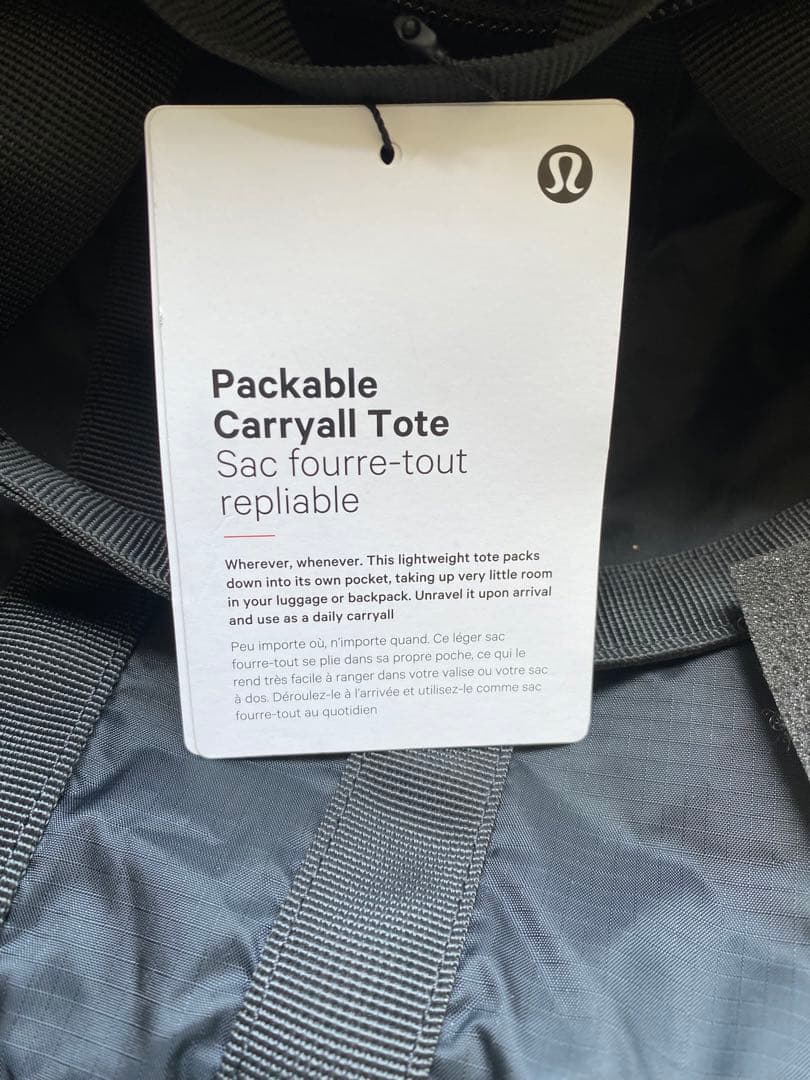 Packable
Carryall Tote
Sac fourre-tout
repliable
Wherever, whenever. This lightweight tote packs
down into its own pocket, taking up very little room
in your luggage or backpack. Unravel it upon arrival
and use as a daily carryall
Peu importe où, n'importe quand. Ce léger sac
fourre-tout se plie dans sa propre poche, ce qui le
rend très facile à ranger dans votre valise ou votre sac
à dos. Déroulez-le à l'arrivée et utilisez-le comme sac
fourre-tout au quotidien